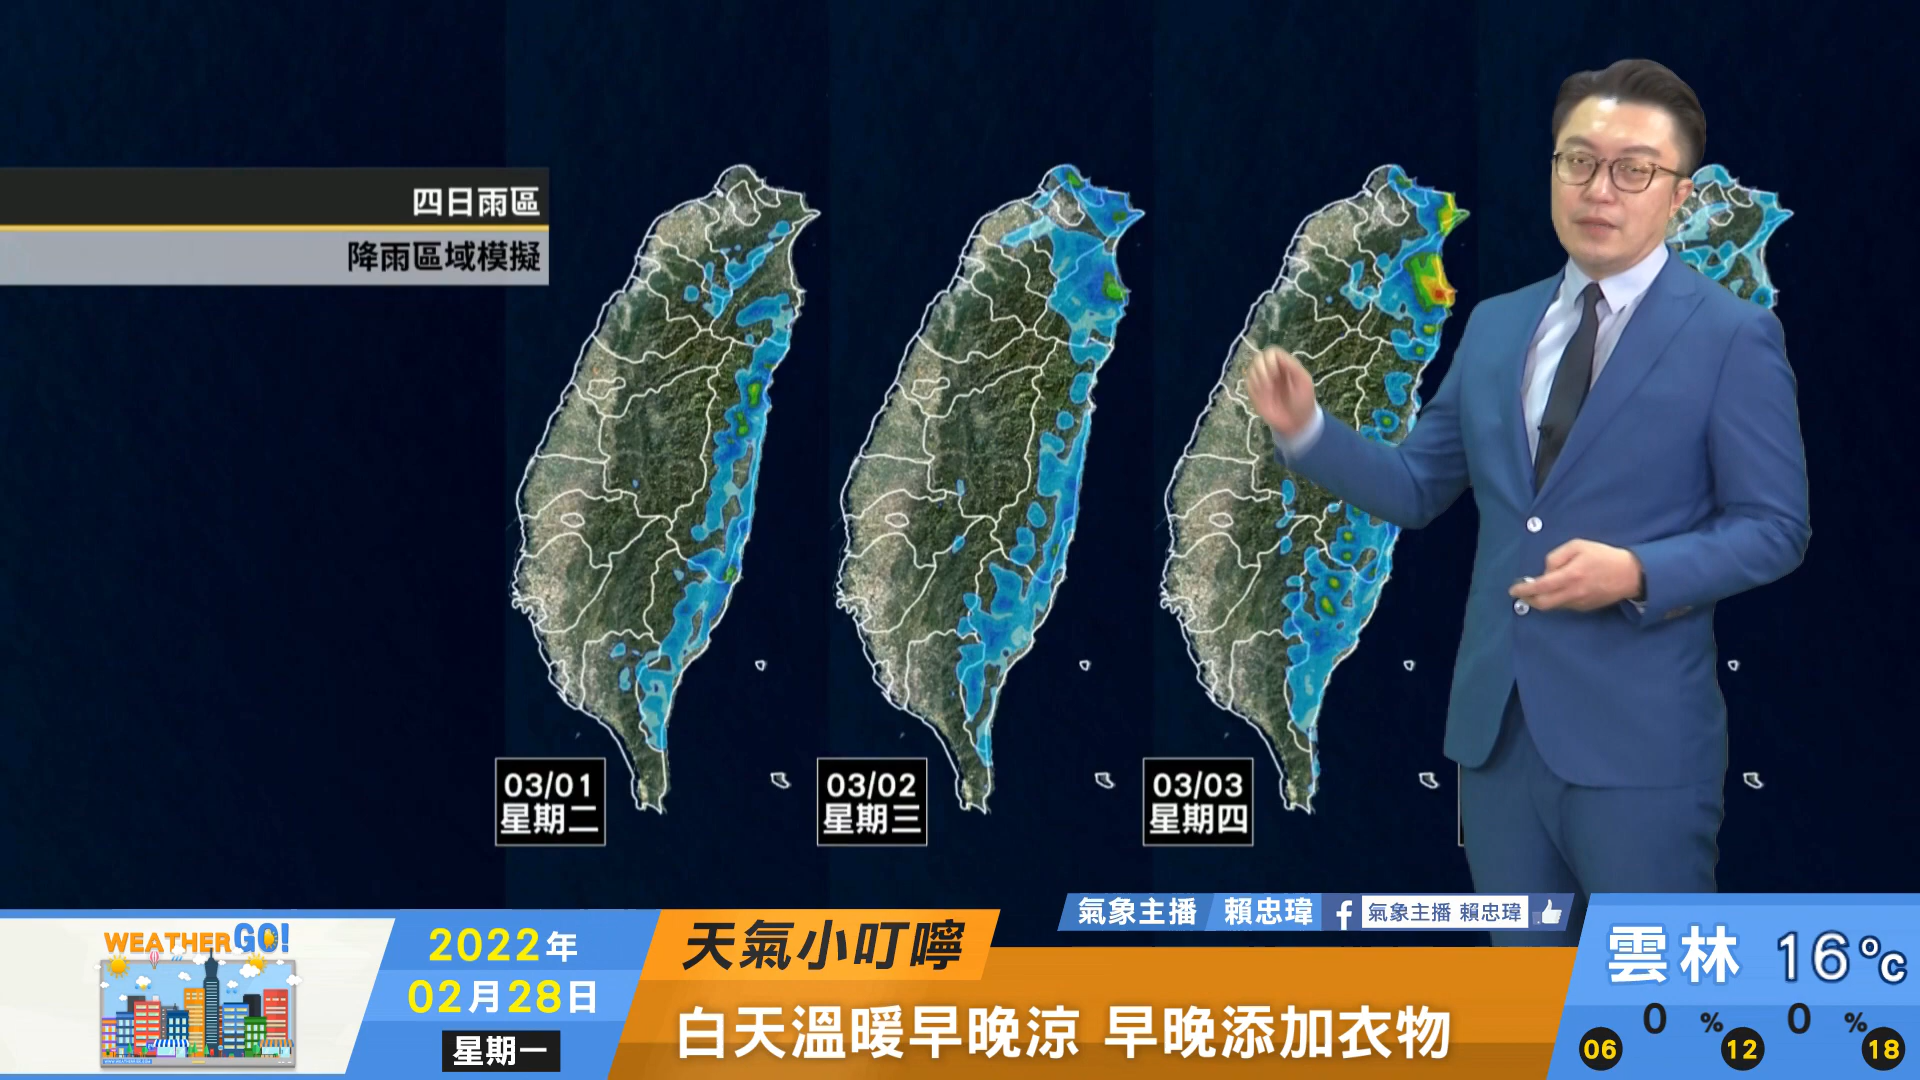 四日雨區
降雨區域模擬
03/01
星期二
03/02
星期三
03/03
星期四
氣象主播 賴忠瑋 f 氣象主播 賴忠瑋
WEATHER GO!
2022年
02月28日
星期一
天氣小叮嚀
白天溫暖早晚涼 早晚添加衣物
雲林 16°c
0 % 0 %
06 12 18